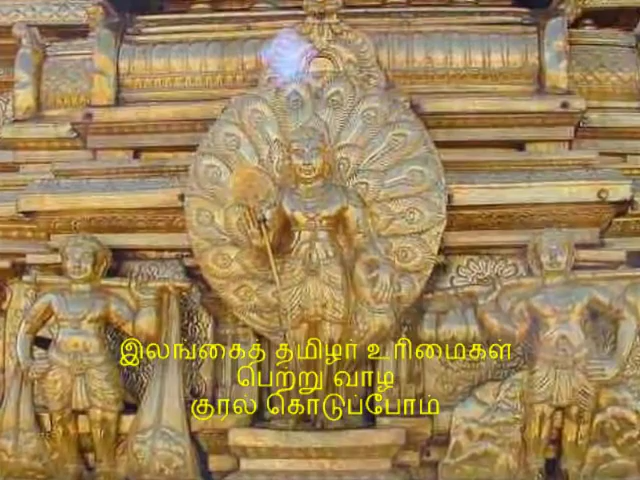 இலங்கைத் தமிழர் உரிமைகள்
பெற்று வாழ
குரல் கொடுப்போம்